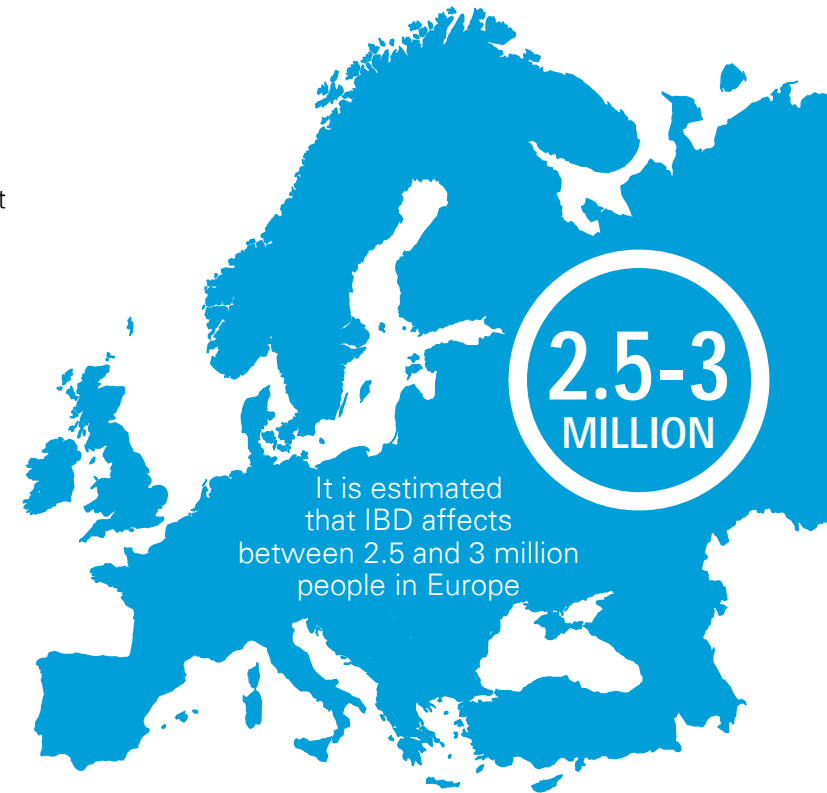 t
2.5-3
MILLION
It is estimated
that IBD affects
between 2.5 and 3 million
people in Europe